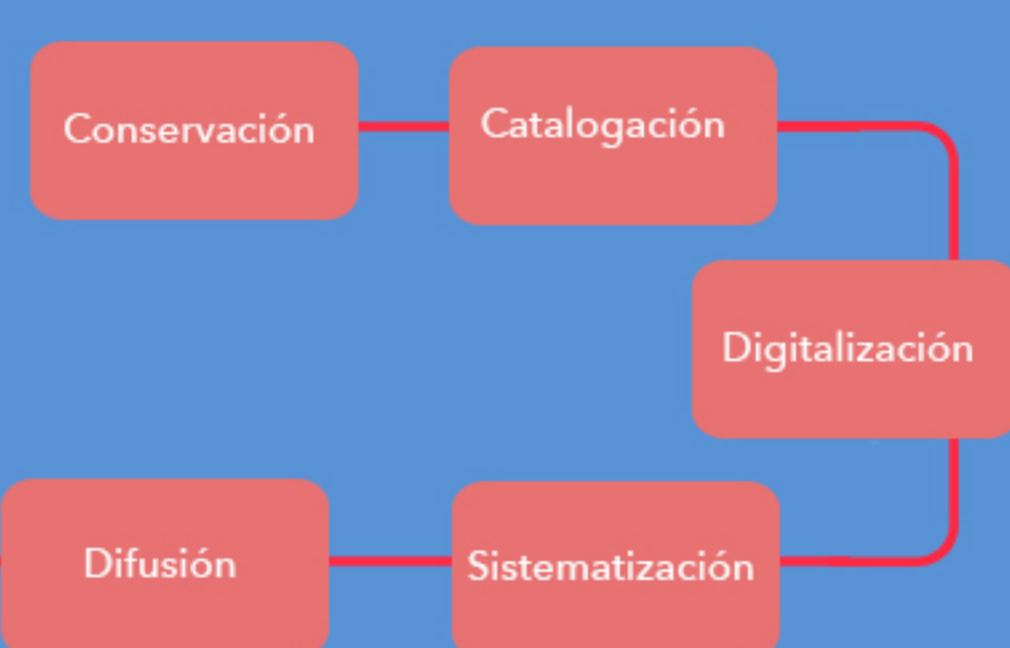 Conservación
Catalogación
Digitalización
Sistematización
Difusión